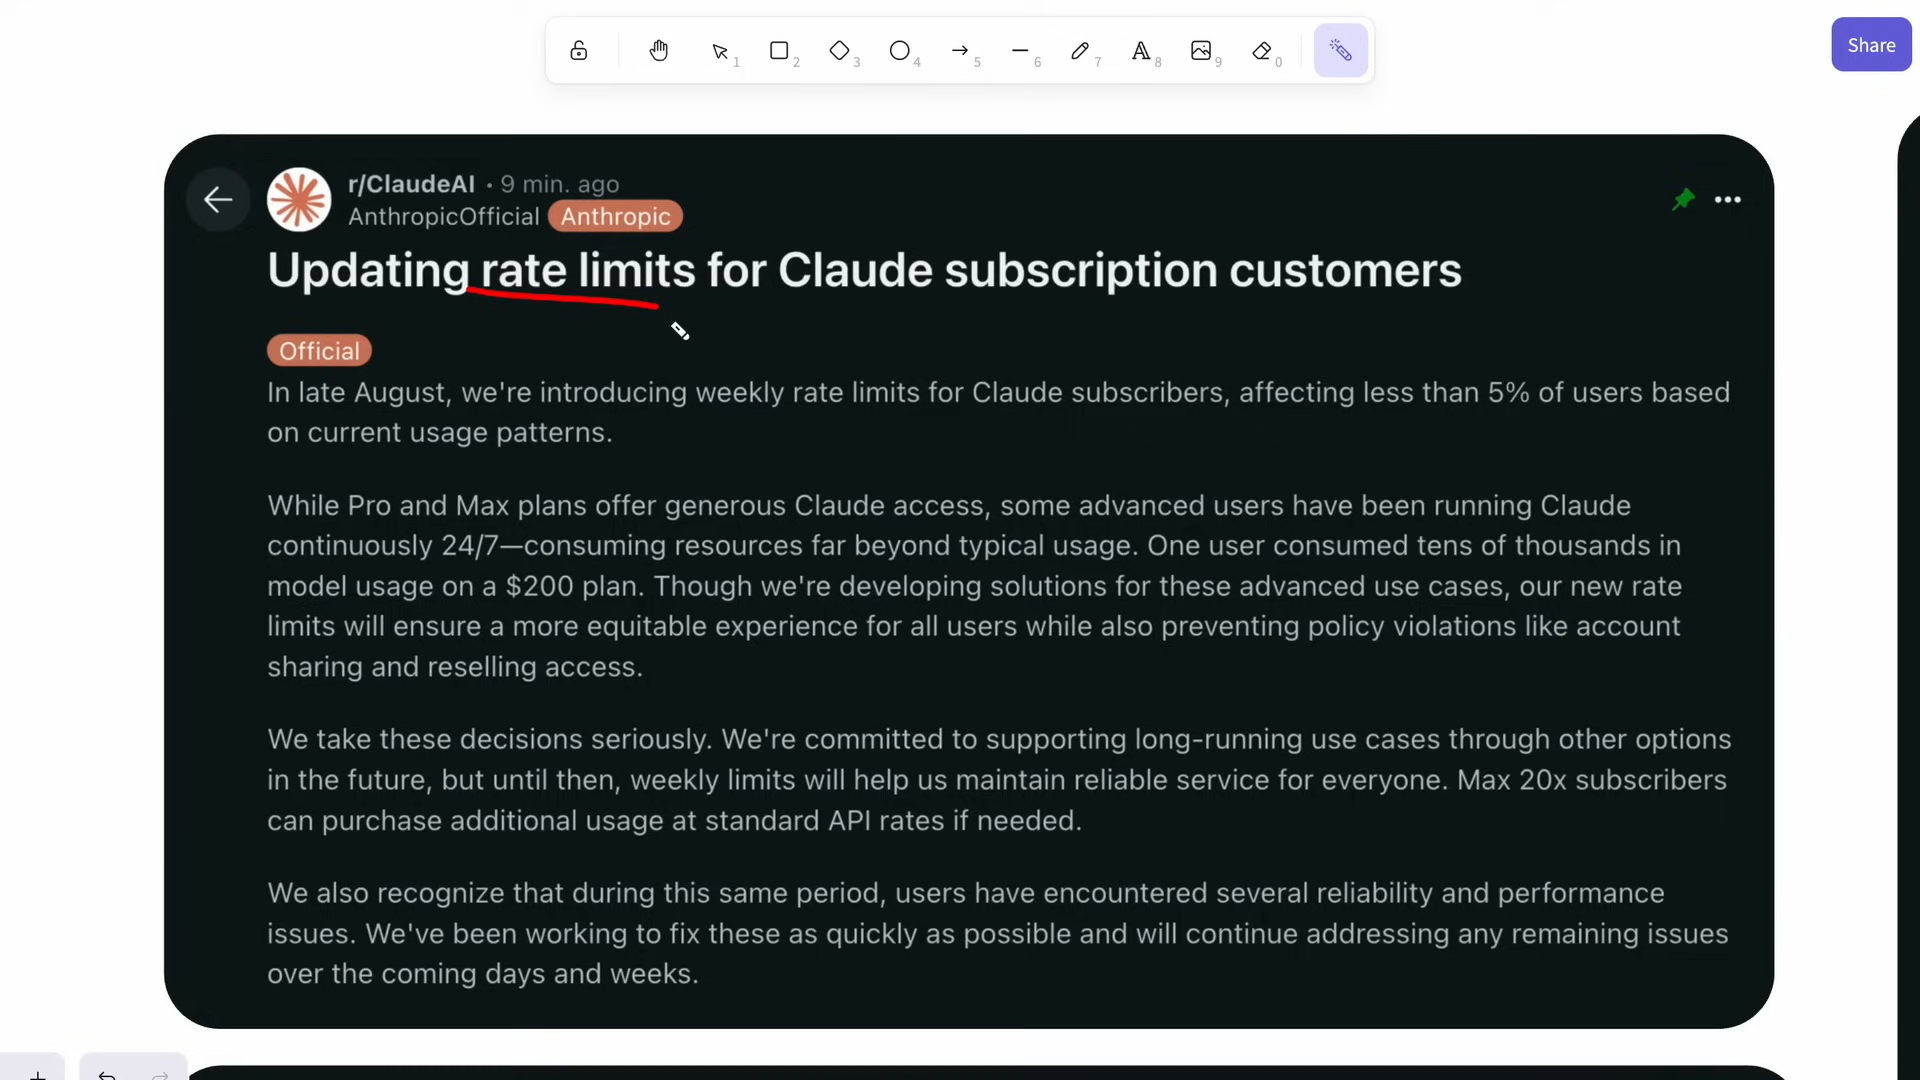 1
2
3
4
5
6
7
A 8
9
0
Share
r/ClaudeAI • 9 min. ago
AnthropicOfficial Anthropic
Updating rate limits for Claude subscription customers
Official
In late August, we're introducing weekly rate limits for Claude subscribers, affecting less than 5% of users based
on current usage patterns.
While Pro and Max plans offer generous Claude access, some advanced users have been running Claude
continuously 24/7—consuming resources far beyond typical usage. One user consumed tens of thousands in
model usage on a $200 plan. Though we're developing solutions for these advanced use cases, our new rate
limits will ensure a more equitable experience for all users while also preventing policy violations like account
sharing and reselling access.
We take these decisions seriously. We're committed to supporting long-running use cases through other options
in the future, but until then, weekly limits will help us maintain reliable service for everyone. Max 20x subscribers
can purchase additional usage at standard API rates if needed.
We also recognize that during this same period, users have encountered several reliability and performance
issues. We've been working to fix these as quickly as possible and will continue addressing any remaining issues
over the coming days and weeks.